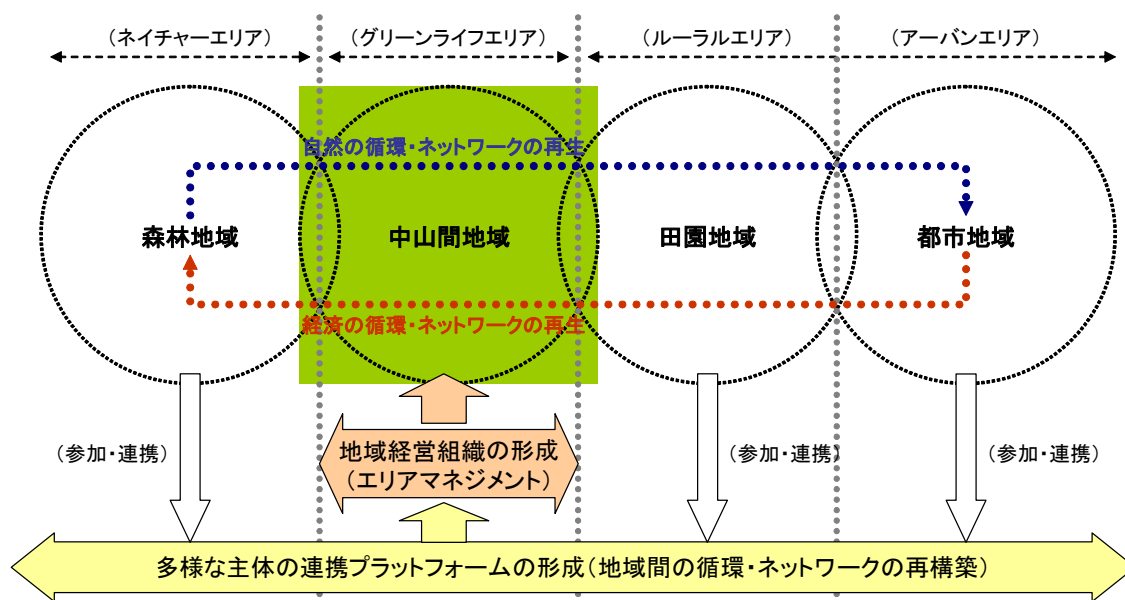 （ネイチャーエリア）
（グリーンライフエリア）
（ルーラルエリア）
（アーバンエリア）
自然の循環・ネットワークの再生
森林地域
中山間地域
田園地域
都市地域
経済の循環・ネットワークの再生
（参加・連携）
地域経営組織の形成
（エリアマネジメント）
（参加・連携）
（参加・連携）
多様な主体の連携プラットフォームの形成（地域間の循環・ネットワークの再構築）